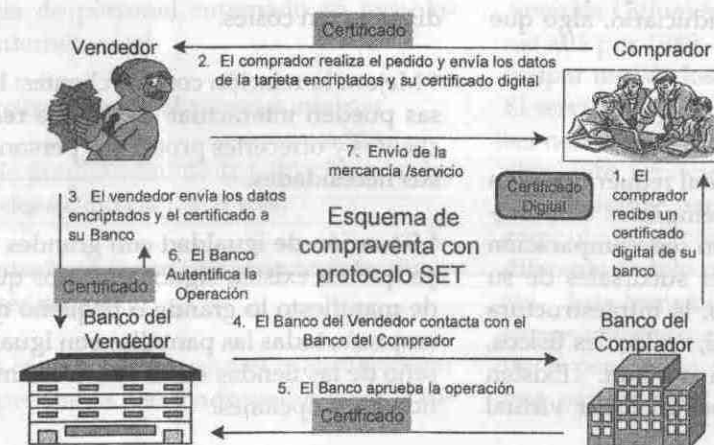 Certificado
Vendedor
Comprador
2. El comprador realiza el pedido y envía los datos
de la tarjeta encriptados y su certificado digital
7. Envío de la
mercancía /servicio
Certificado
Digital
1. El
comprador
recibe un
certificado
digital de su
banco
3. El vendedor envía los datos
encriptados y el certificado a
su Banco
Esquema de
compraventa con
protocolo SET
6. El Banco
Autentifica la
Operación
Certificado
Banco del
Vendedor
4. El Banco del Vendedor contacta con el
Banco del Comprador
Banco del
Comprador
5. El Banco aprueba la operación
Certificado